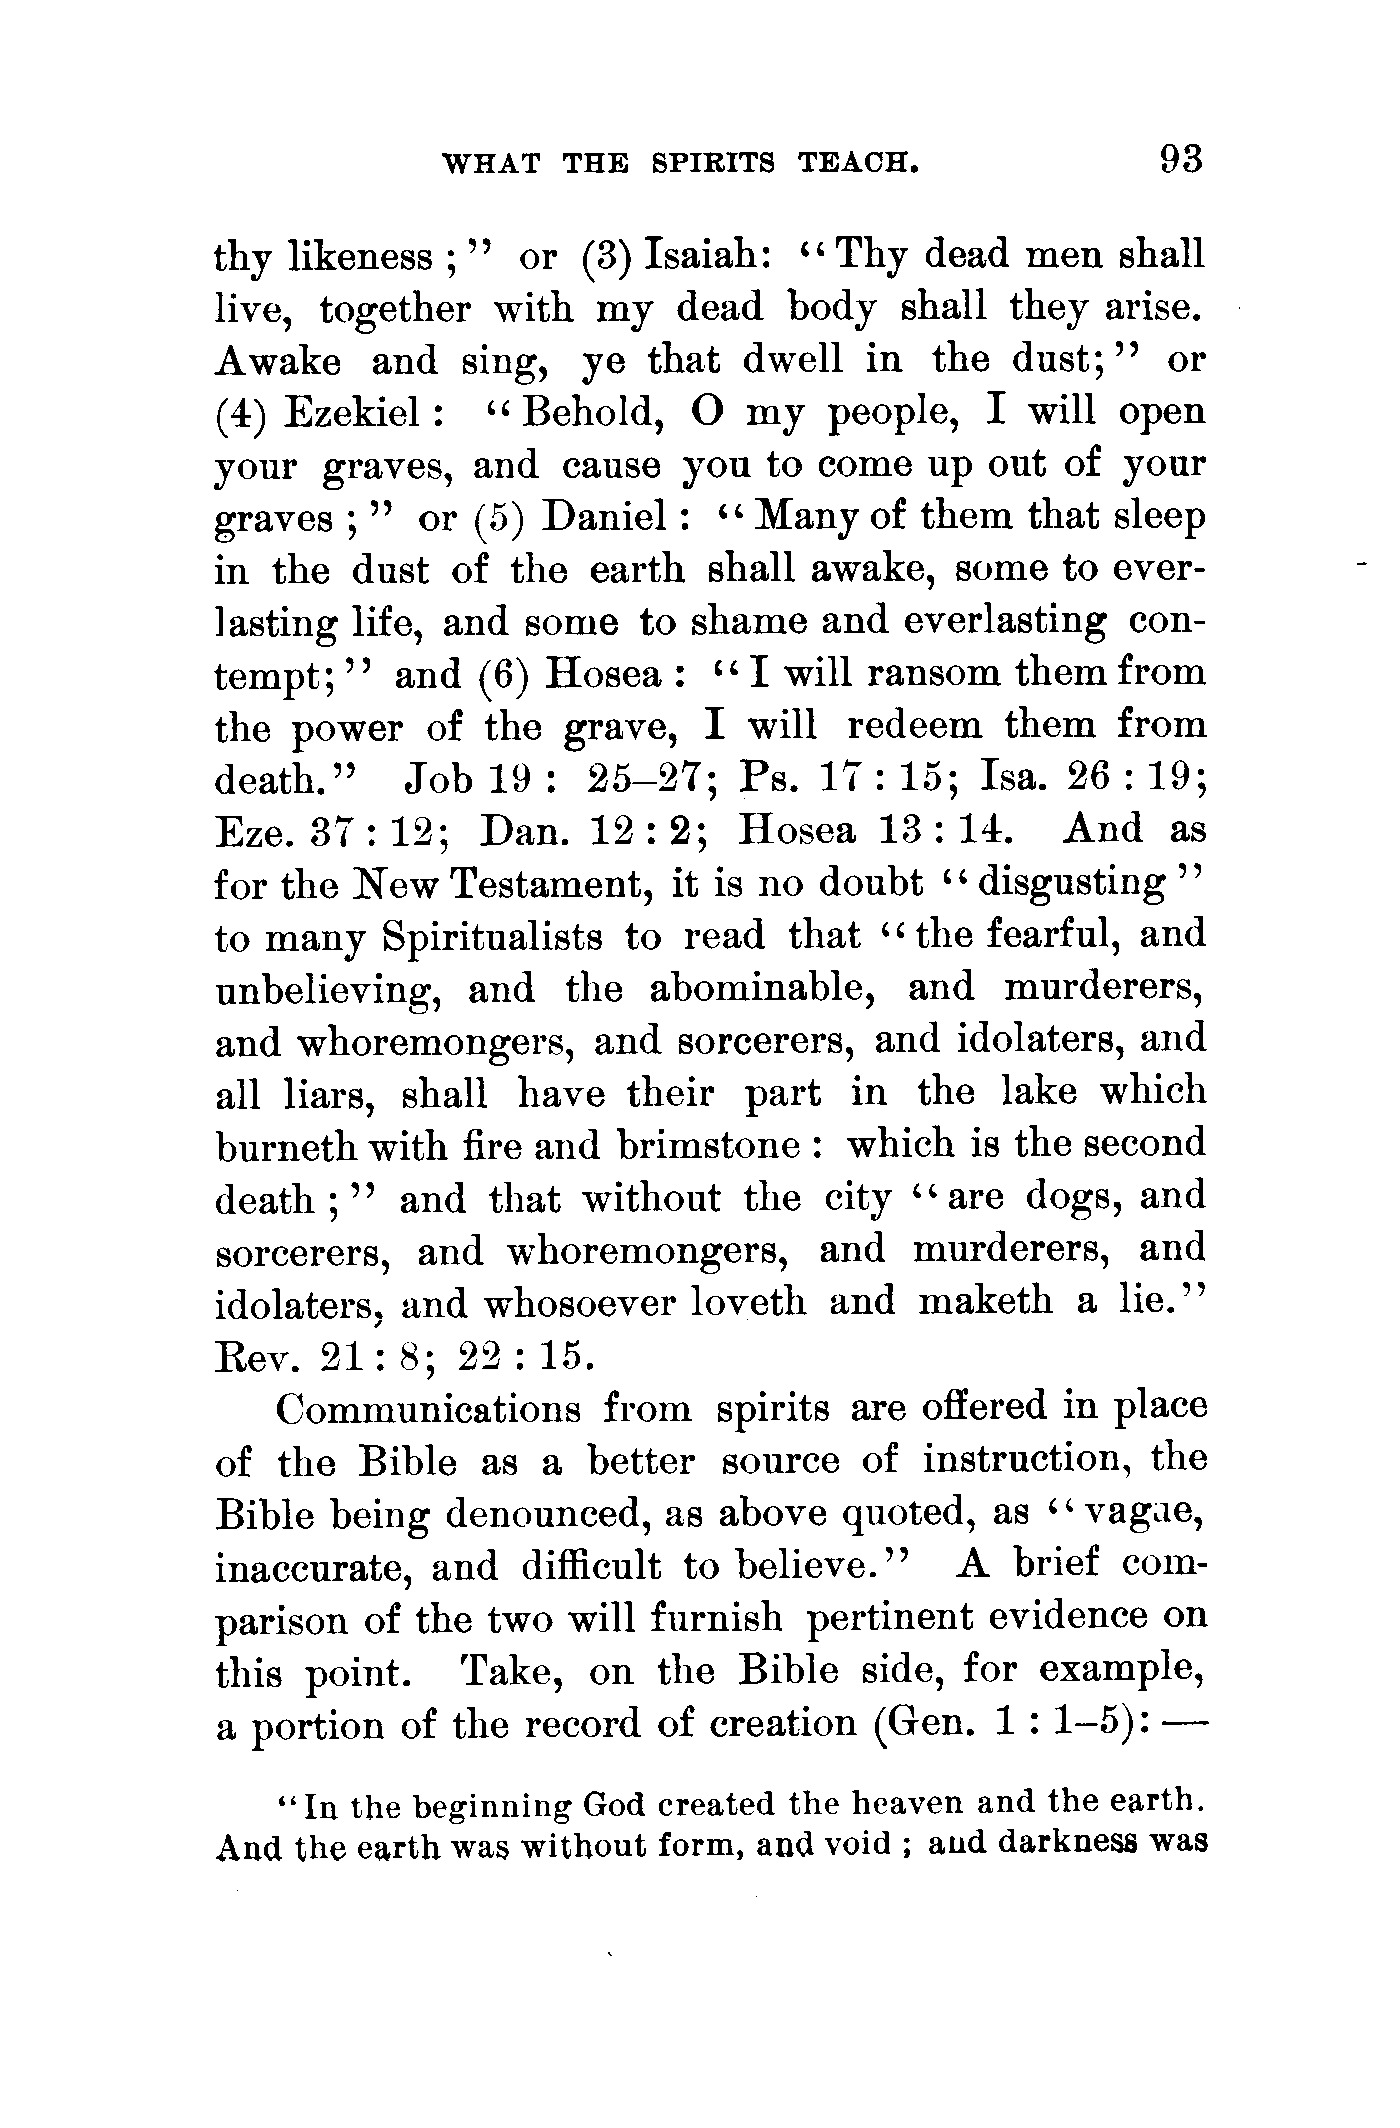 WHAT THE SPIRITS TEACH. 93
thy likeness ; ” or (3) Isaiah: “ Thy dead men shall
live, together with my dead body shall they arise.
Awake and sing, ye that dwell in the dust; ” or
(4) Ezekiel : “ Behold, O my people, I will open
your graves, and cause you to come up out of your
graves ; ” or (5) Daniel : “ Many of them that sleep
in the dust of the earth shall awake, some to ever-
lasting life, and some to shame and everlasting con-
tempt; ” and (6) Hosea : “ I will ransom them from
the power of the grave, I will redeem them from
death.” Job 19 : 25–27; Ps. 17 : 15; Isa. 26 : 19;
Eze. 37 : 12; Dan. 12 : 2; Hosea 13 : 14. And as
for the New Testament, it is no doubt “ disgusting ”
to many Spiritualists to read that “ the fearful, and
unbelieving, and the abominable, and murderers,
and whoremongers, and sorcerers, and idolaters, and
all liars, shall have their part in the lake which
burneth with fire and brimstone : which is the second
death ; ” and that without the city “ are dogs, and
sorcerers, and whoremongers, and murderers, and
idolaters, and whosoever loveth and maketh a lie.”
Rev. 21 : 8; 22 : 15.
Communications from spirits are offered in place
of the Bible as a better source of instruction, the
Bible being denounced, as above quoted, as “ vague,
inaccurate, and difficult to believe.” A brief com-
parison of the two will furnish pertinent evidence on
this point. Take, on the Bible side, for example,
a portion of the record of creation (Gen. 1 : 1–5): —
“ In the beginning God created the heaven and the earth.
And the earth was without form, and void ; and darkness was